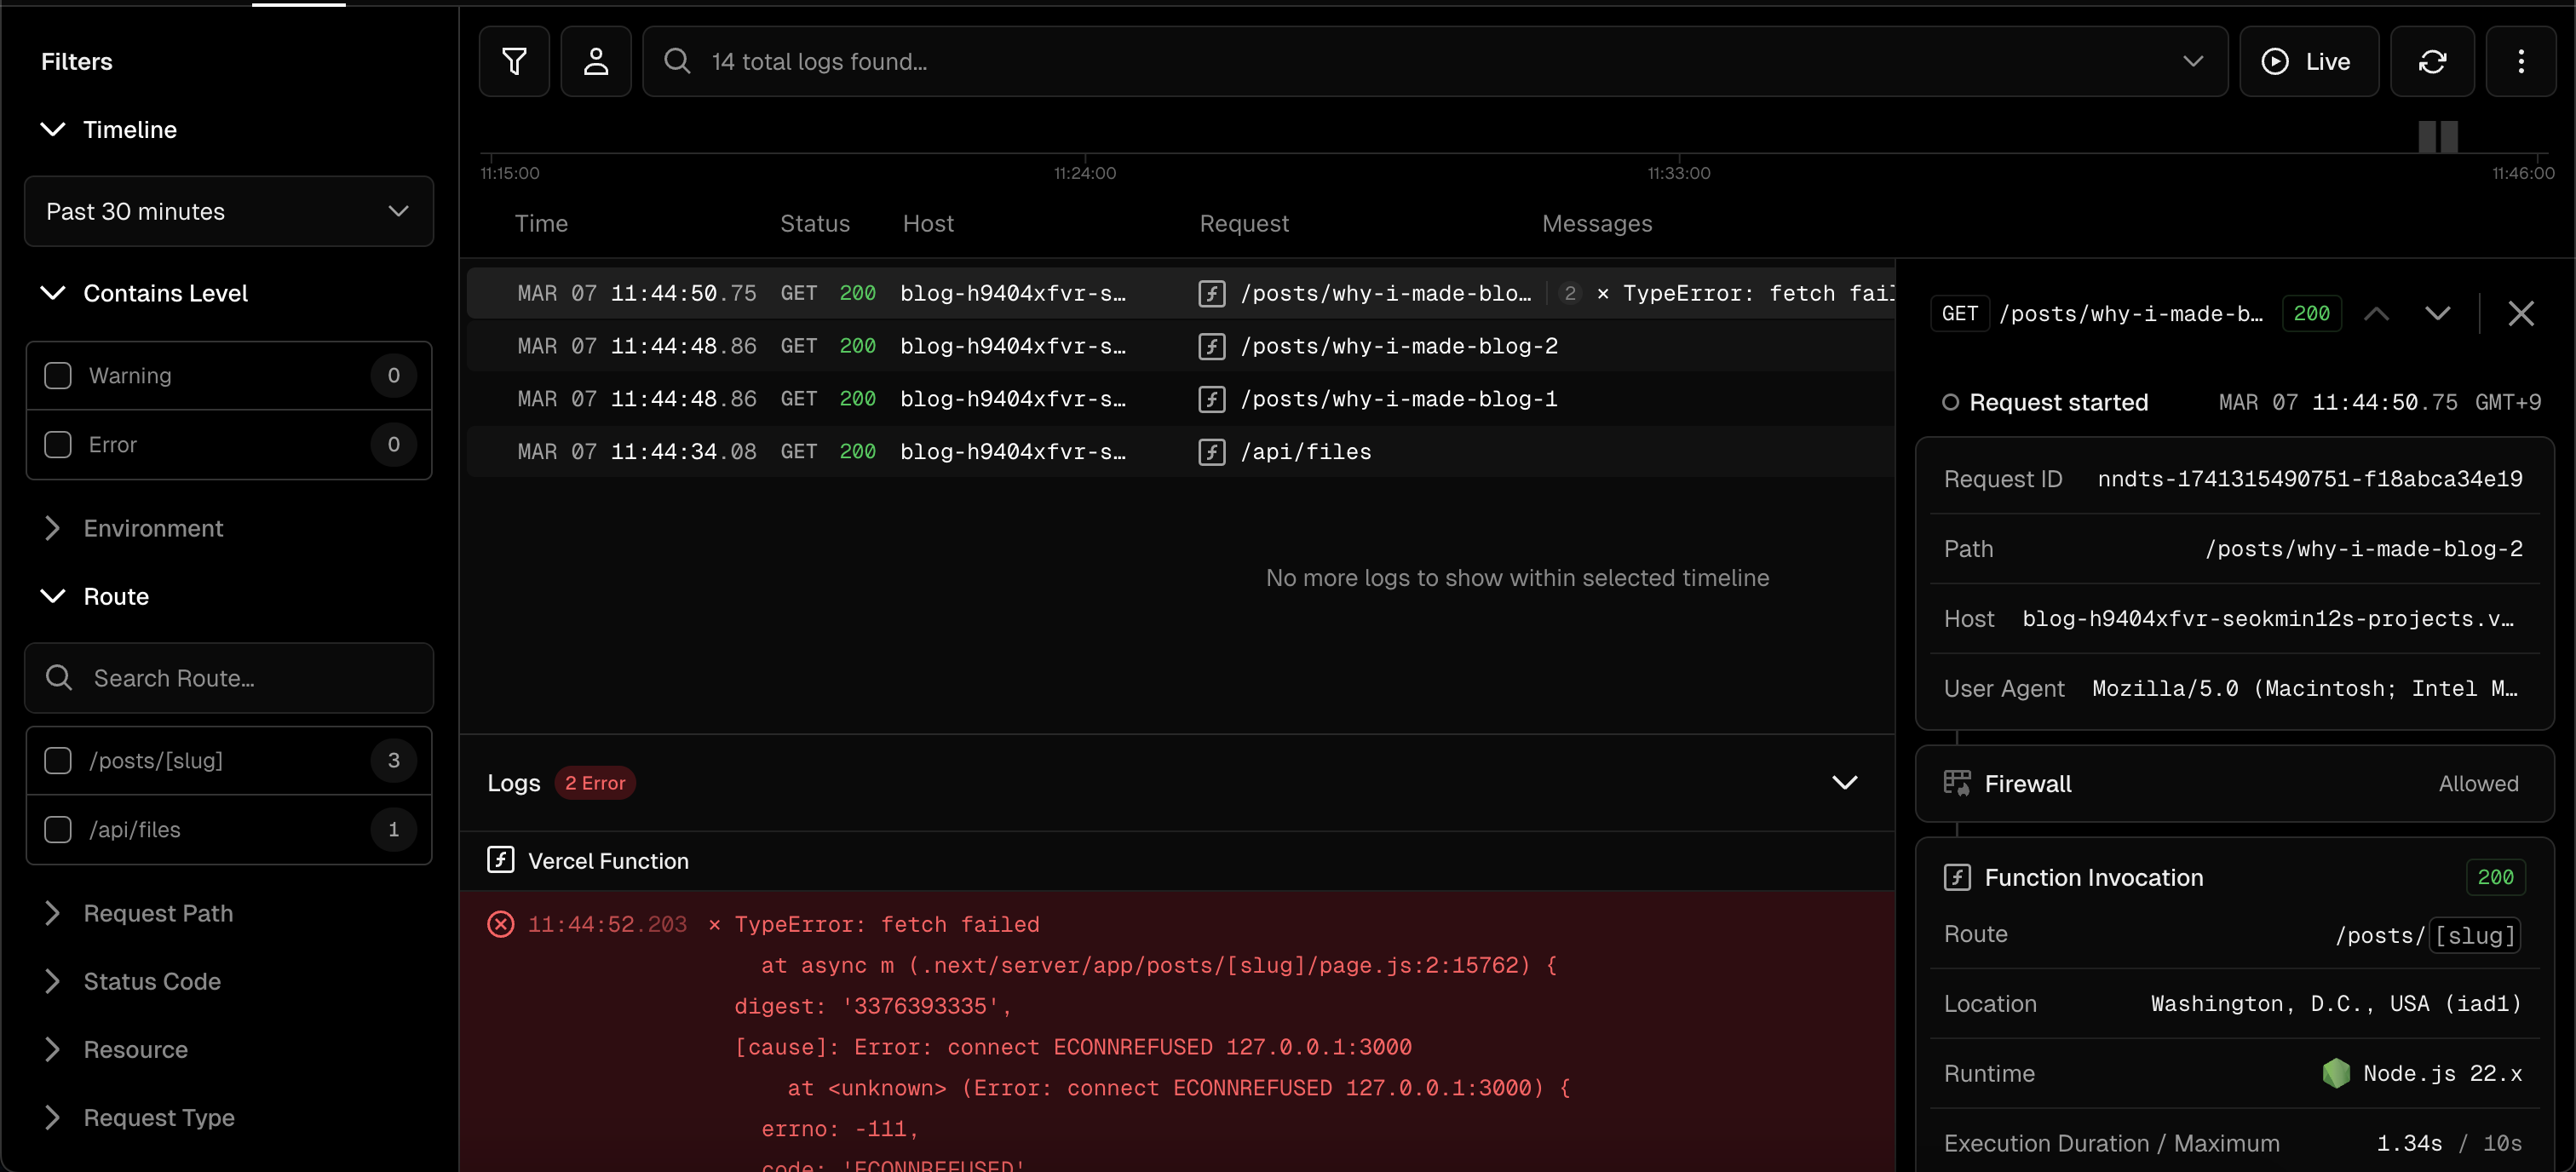 Filters
Timeline
Past 30 minutes
Contains Level
Warning 0
Error 0
Environment
Route
Search Route...
/posts/[slug] 3
/api/files 1
Request Path
Status Code
Resource
Request Type
14 total logs found...
Live
11:15:00 11:24:00 11:33:00 11:46:00
Time Status Host Request Messages
MAR 07 11:44:50.75 GET 200 blog-h9404xfvr-s… /posts/why-i-made-blo… 2 × TypeError: fetch fail
MAR 07 11:44:48.86 GET 200 blog-h9404xfvr-s… /posts/why-i-made-blog-2
MAR 07 11:44:48.86 GET 200 blog-h9404xfvr-s… /posts/why-i-made-blog-1
MAR 07 11:44:34.08 GET 200 blog-h9404xfvr-s… /api/files
No more logs to show within selected timeline
Logs 2 Error
Vercel Function
11:44:52.203 × TypeError: fetch failed
at async m (.next/server/app/posts/[slug]/page.js:2:15762) {
digest: '3376393335',
[cause]: Error: connect ECONNREFUSED 127.0.0.1:3000
at <unknown> (Error: connect ECONNREFUSED 127.0.0.1:3000) {
errno: -111,
code: 'ECONNREFUSED'
GET /posts/why-i-made-b… 200
Request started MAR 07 11:44:50.75 GMT+9
Request ID nndts-1741315490751-f18abca34e19
Path /posts/why-i-made-blog-2
Host blog-h9404xfvr-seokmin12s-projects.v…
User Agent Mozilla/5.0 (Macintosh; Intel M…
Firewall Allowed
Function Invocation 200
Route /posts/[slug]
Location Washington, D.C., USA (iad1)
Runtime Node.js 22.x
Execution Duration / Maximum 1.34s / 10s